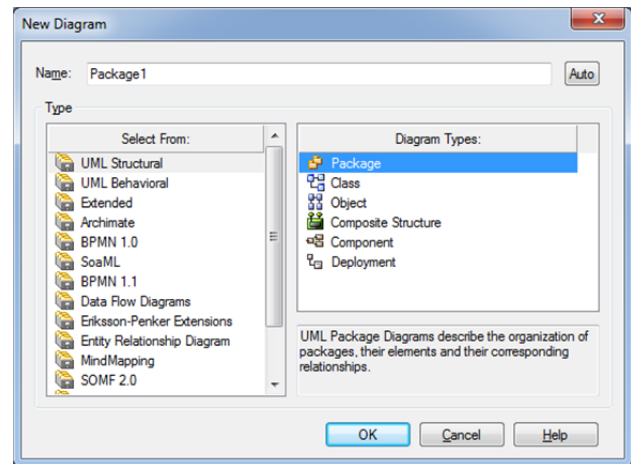 New Diagram
Name: Package1 Auto
Type
Select From:
UML Structural
UML Behavioral
Extended
Archimate
BPMN 1.0
SoaML
BPMN 1.1
Data Flow Diagrams
Eriksson-Penker Extensions
Entity Relationship Diagram
MindMapping
SOMF 2.0
Diagram Types:
Package
Class
Object
Composite Structure
Component
Deployment
UML Package Diagrams describe the organization of
packages, their elements and their corresponding
relationships.
OK Cancel Help